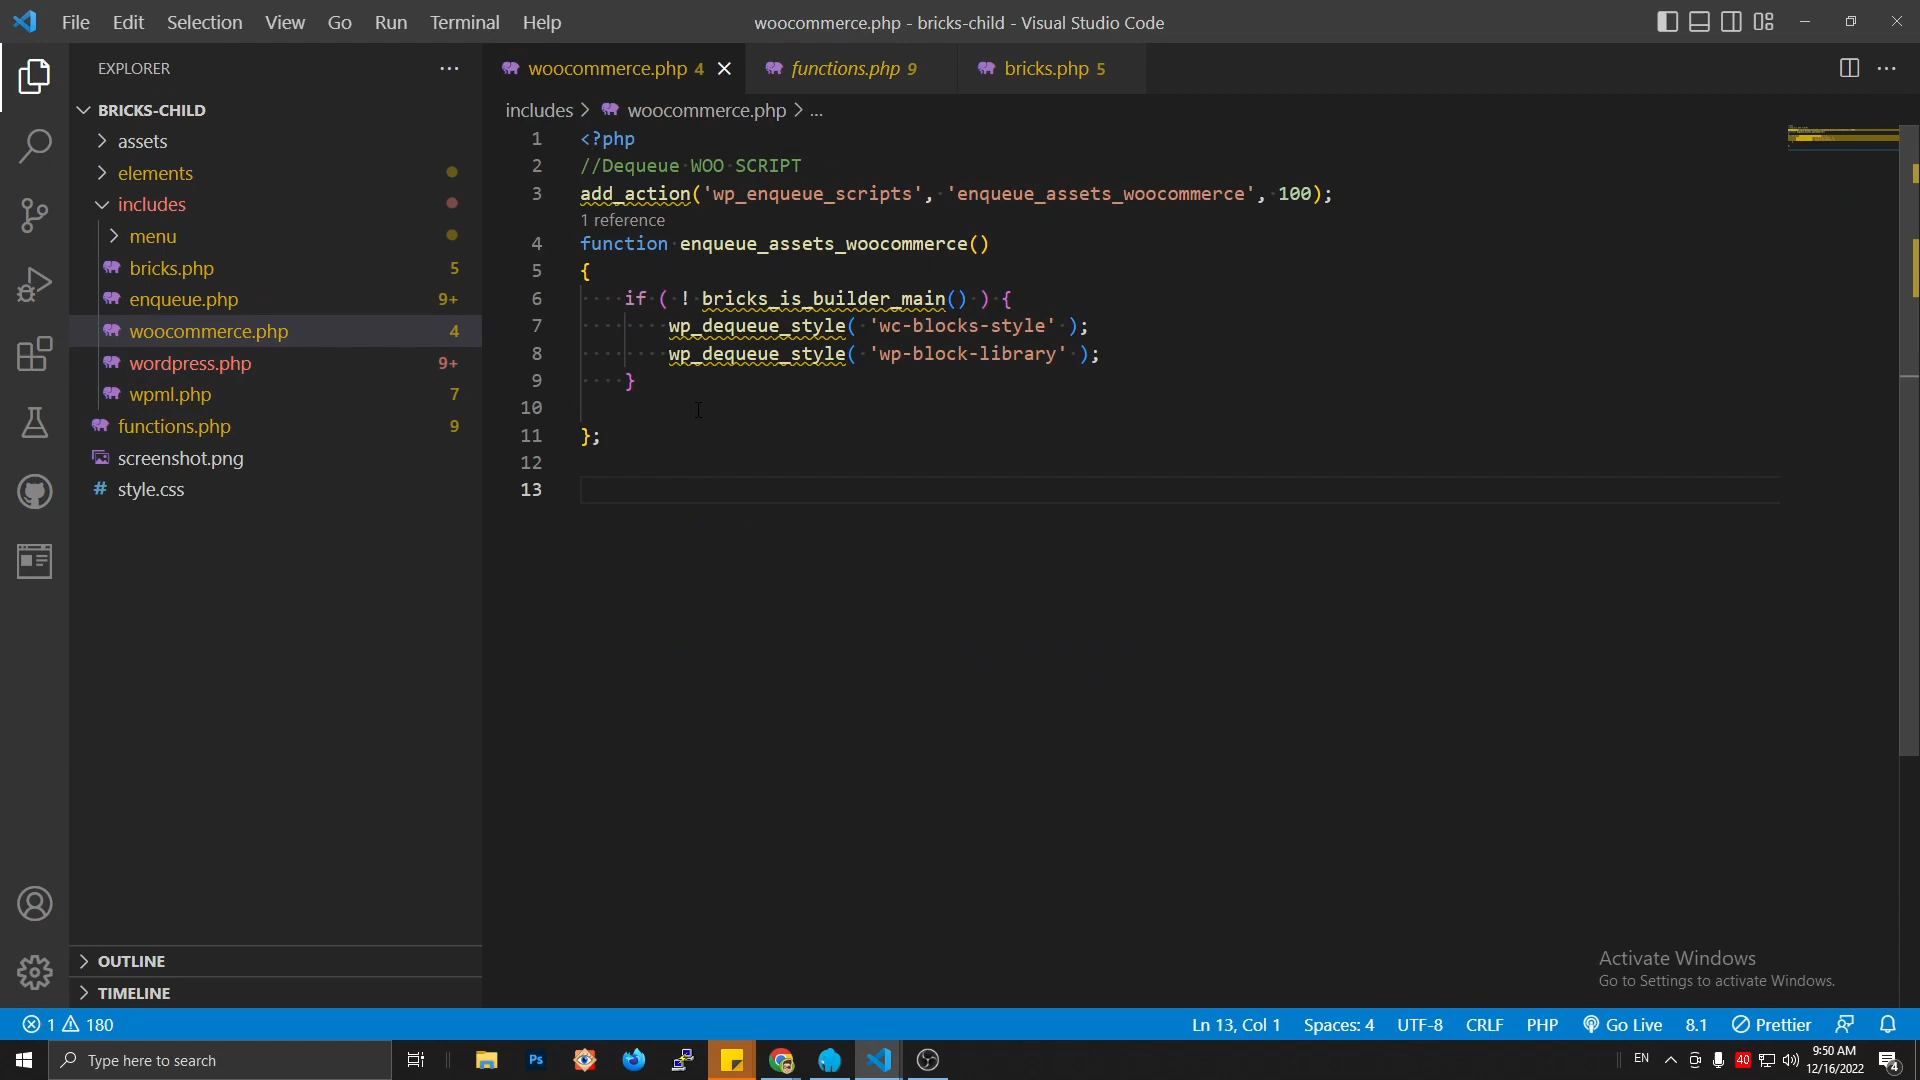 File Edit Selection View Go Run Terminal Help
woocommerce.php - bricks-child - Visual Studio Code
EXPLORER
BRICKS-CHILD
assets
elements
includes
menu
bricks.php 5
enqueue.php 9+
woocommerce.php 4
wordpress.php 9+
wpml.php 7
functions.php 9
screenshot.png
# style.css
OUTLINE
TIMELINE
woocommerce.php 4
functions.php 9
bricks.php 5
includes > woocommerce.php > ...
1 <?php
2 //Dequeue WOO SCRIPT
3 add_action('wp_enqueue_scripts', 'enqueue_assets_woocommerce', 100);
1 reference
4 function enqueue_assets_woocommerce()
5 {
6 if ( ! bricks_is_builder_main() ) {
7 wp_dequeue_style( 'wc-blocks-style' );
8 wp_dequeue_style( 'wp-block-library' );
9 }
10
11 };
12
13
Activate Windows
Go to Settings to activate Windows.
1 180
Ln 13, Col 1 Spaces: 4 UTF-8 CRLF PHP Go Live 8.1 Prettier
Type here to search
Ps
EN
40
9:50 AM
12/16/2022
4